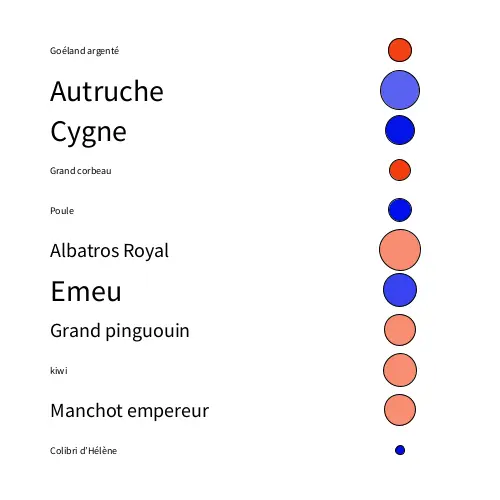 Goéland argenté
Autruche
Cygne
Grand corbeau
Poule
Albatros Royal
Emeu
Grand pinguouin
kiwi
Manchot empereur
Colibri d'Hélène